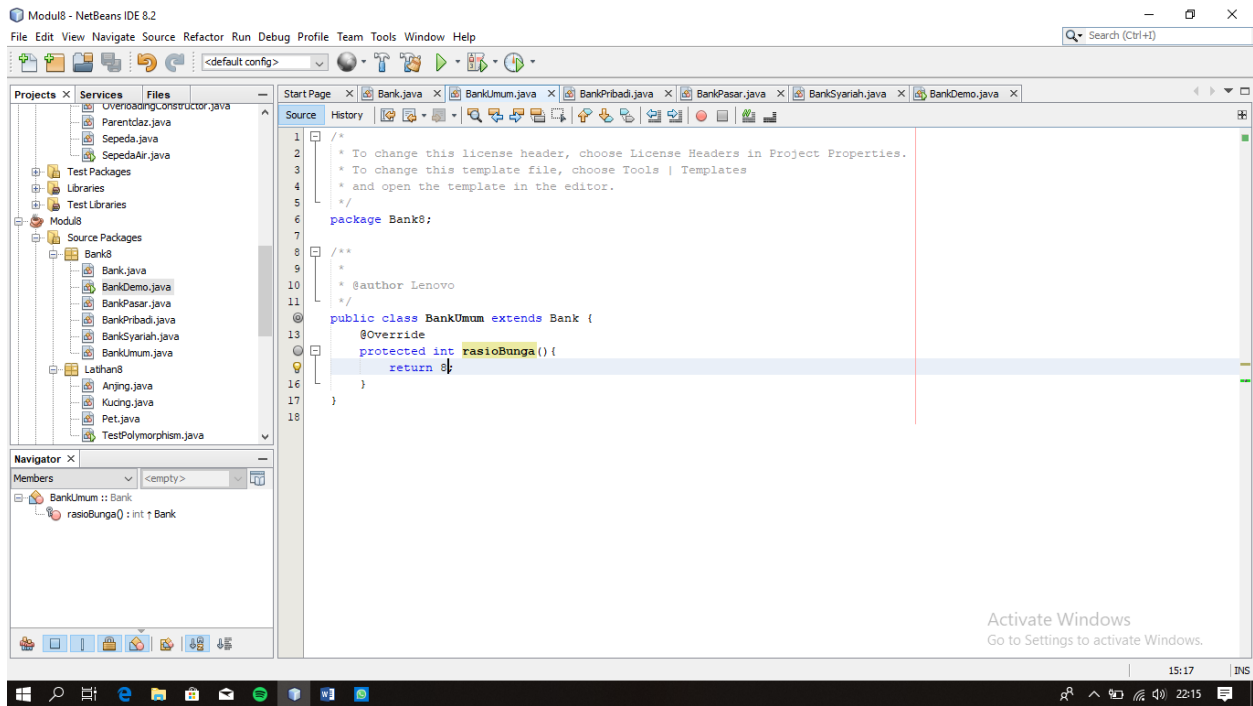 Modul8 - NetBeans IDE 8.2
File Edit View Navigate Source Refactor Run Debug Profile Team Tools Window Help
Search (Ctrl+I)
<default config>
Projects Services Files
Start Page Bank.java BankUmum.java BankPribadi.java BankPasar.java BankSyariah.java BankDemo.java
Source History
OverloadingConstructor.java
Parentclaz.java
Sepeda.java
SepedaAir.java
Test Packages
Libraries
Test Libraries
Modul8
Source Packages
Bank8
Bank.java
BankDemo.java
BankPasar.java
BankPribadi.java
BankSyariah.java
BankUmum.java
Latihan8
Anjing.java
Kucing.java
Pet.java
TestPolymorphism.java
1 /*
2 * To change this license header, choose License Headers in Project Properties.
3 * To change this template file, choose Tools | Templates
4 * and open the template in the editor.
5 */
6 package Bank8;
7
8 /**
9 *
10 * @author Lenovo
11 */
public class BankUmum extends Bank {
13 @Override
protected int rasioBunga(){
return 8;
16 }
17 }
18
Navigator
Members <empty>
BankUmum :: Bank
rasioBunga() : int ↑ Bank
Activate Windows
Go to Settings to activate Windows.
15:17 INS
22:15